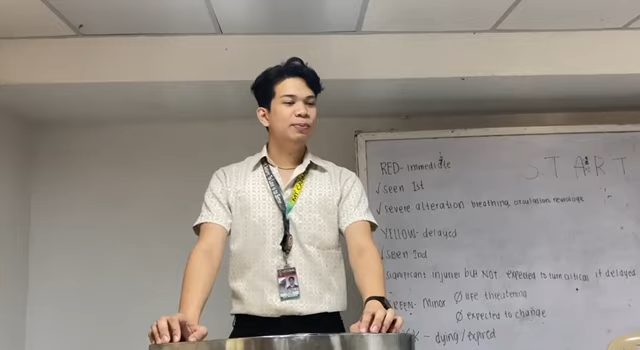 START
RED- immediate
✓ seen 1st
✓ severe alteration breathing, circulation, neurologic
YELLOW- delayed
✓ seen 2nd
significant injuries but NOT expected to turn critical if delayed
Minor Ø life threatening
Ø expected to change
- dying/expired